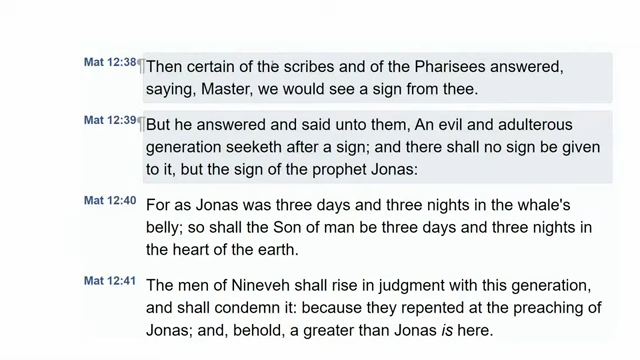 Mat 12:38 ¶Then certain of the scribes and of the Pharisees answered,
saying, Master, we would see a sign from thee.
Mat 12:39 ¶But he answered and said unto them, An evil and adulterous
generation seeketh after a sign; and there shall no sign be given
to it, but the sign of the prophet Jonas:
Mat 12:40 For as Jonas was three days and three nights in the whale's
belly; so shall the Son of man be three days and three nights in
the heart of the earth.
Mat 12:41 The men of Nineveh shall rise in judgment with this generation,
and shall condemn it: because they repented at the preaching of
Jonas; and, behold, a greater than Jonas is here.